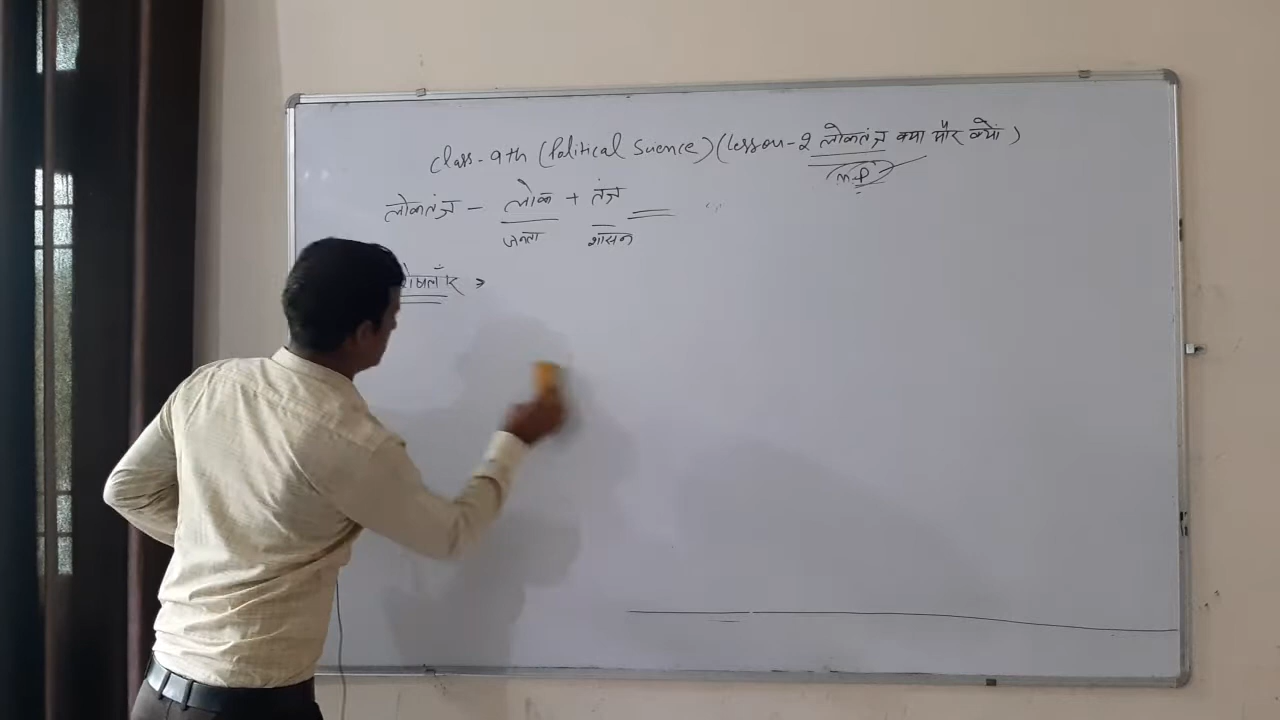 Class-9th (Political Science) (Lesson-2 लोकतंत्र क्या और क्यों)
लोकतंत्र - लोक + तंत्र
जनता शासन